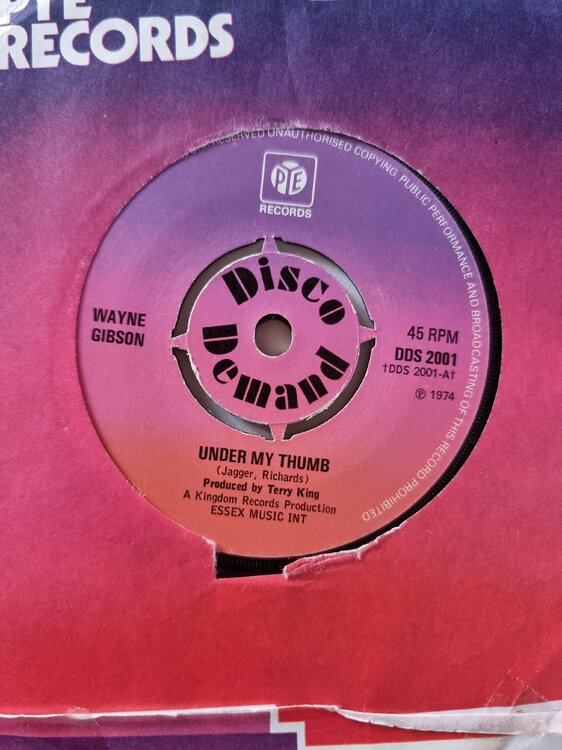 PYE
RECORDS
RESERVED UNAUTHORISED COPYING, PUBLIC PERFORMANCE AND BROADCASTING OF THIS RECORD PROHIBITED
PYE
RECORDS
Disco
Demand
WAYNE
GIBSON
45 RPM
DDS 2001
†DDS 2001-A†
℗ 1974
UNDER MY THUMB
(Jagger, Richards)
Produced by Terry King
A Kingdom Records Production
ESSEX MUSIC INT